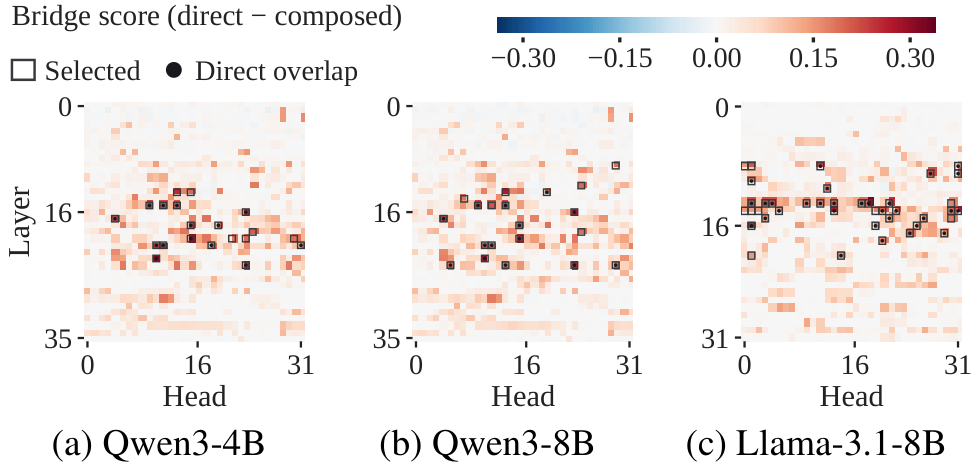 Bridge score (direct − composed)
−0.30 −0.15 0.00 0.15 0.30
Selected Direct overlap
Layer
0
16
35
0 16 31
Head
(a) Qwen3-4B
0
16
35
0 16 31
Head
(b) Qwen3-8B
0
16
31
0 16 31
Head
(c) Llama-3.1-8B